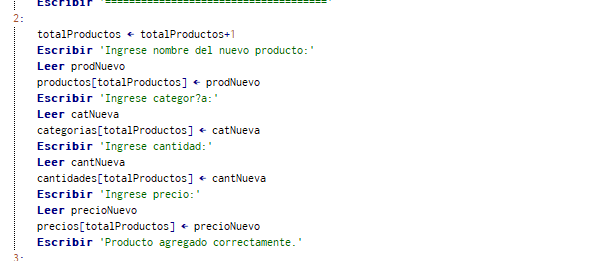 Escribir '====================================='
2:
totalProductos ← totalProductos+1
Escribir 'Ingrese nombre del nuevo producto:'
Leer prodNuevo
productos[totalProductos] ← prodNuevo
Escribir 'Ingrese categor?a:'
Leer catNueva
categorias[totalProductos] ← catNueva
Escribir 'Ingrese cantidad:'
Leer cantNueva
cantidades[totalProductos] ← cantNueva
Escribir 'Ingrese precio:'
Leer precioNuevo
precios[totalProductos] ← precioNuevo
Escribir 'Producto agregado correctamente.'
3: